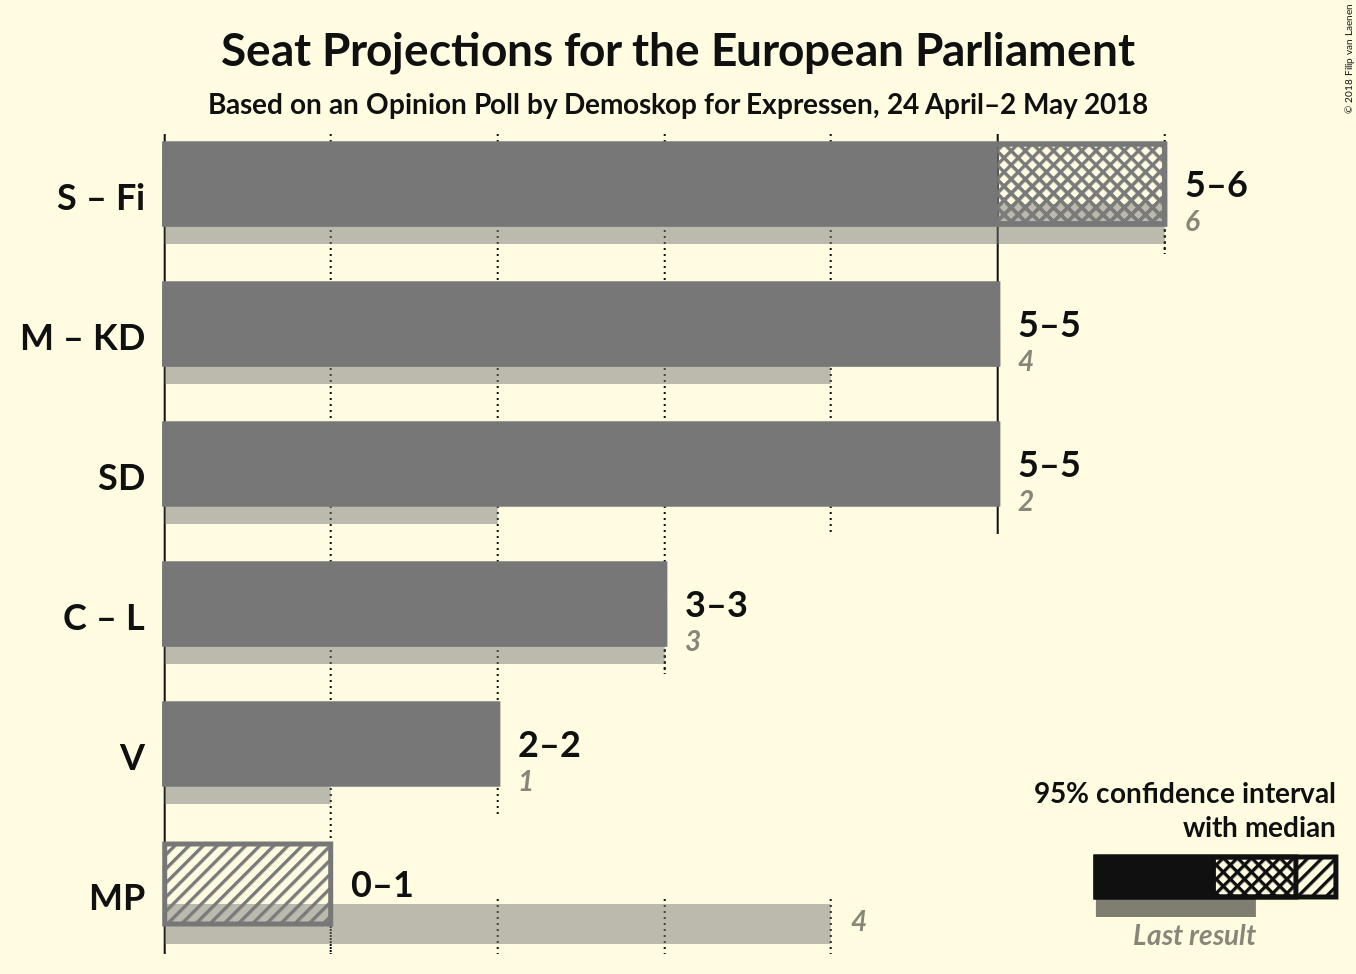 Seat Projections for the European Parliament
Based on an Opinion Poll by Demoskop for Expressen, 24 April–2 May 2018
© 2018 Filip van Laenen
S – Fi
5–6
6
M – KD
5–5
4
SD
5–5
2
C – L
3–3
3
V
2–2
1
MP
0–1
4
95% confidence interval
with median
Last result